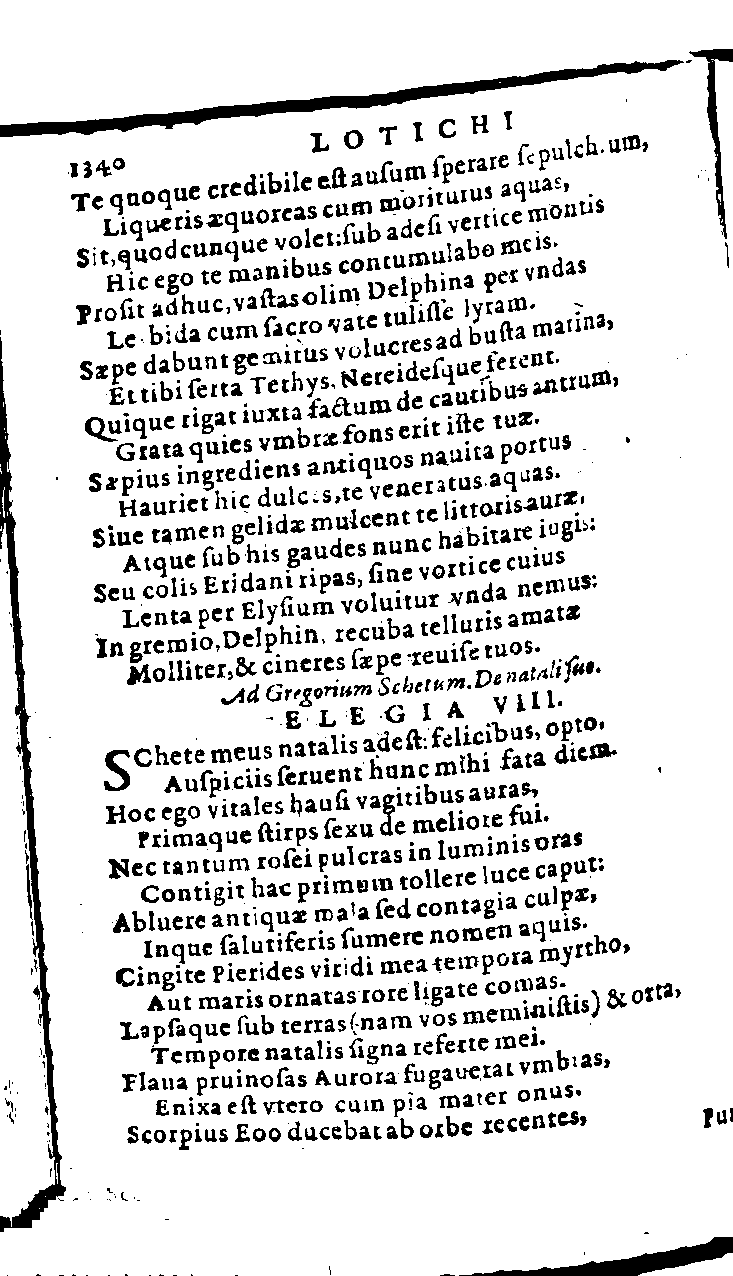 1340 LOTICHI
Te quoque credibile eſt auſum ſperare ſepulch.um,
Liqueris æquoreas cum moriturus aquas,
Sit, quodcunque volet: ſub adeſi vertice montis
Hic ego te manibus contumulabo meis.
Proſit adhuc, vaſtas olim Delphina per vndas
Le bida cum ſacro vate tuliſſe lyram.
Sæpe dabunt gemitus volucres ad buſta marina,
Et tibi ſerta Tethys, Nereideſque ferent.
Quique rigat iuxta factum de cautibus antrum,
Grata quies vmbræ fons erit iſte tuæ.
Sæpius ingrediens antiquos nauita portus
Hauriet hic dulces, te veneratus aquas.
Siue tamen gelidæ mulcent te littoris auræ,
Atque ſub his gaudes nunc habitare iugis:
Seu colis Eridani ripas, ſine vortice cuius
Lenta per Elyſium voluitur vnda nemus:
In gremio, Delphin, recuba telluris amatæ
Molliter, & cineres ſæpe reuiſe tuos.
Ad Gregorium Schetum. De natali ſuo.
ELEGIA VIII.
SChete meus natalis adeſt: felicibus, opto,
Auſpiciis ſeruent hunc mihi fata diem.
Hoc ego vitales hauſi vagitibus auras,
Primaque ſtirps ſexu de meliore fui.
Nec tantum roſei pulcras in luminis oras
Contigit hac primum tollere luce caput:
Abluere antiquæ mala ſed contagia culpæ,
Inque ſalutiferis ſumere nomen aquis.
Cingite Pierides viridi mea tempora myrtho,
Aut maris ornatas rore ligate comas.
Lapſaque ſub terras (nam vos meminiſtis) & orta,
Tempore natalis ſigna referte mei.
Flaua pruinoſas Aurora fugauerat vmbras,
Enixa eſt vtero cum pia mater onus.
Scorpius Eoo ducebat ab orbe recentes,
Pur